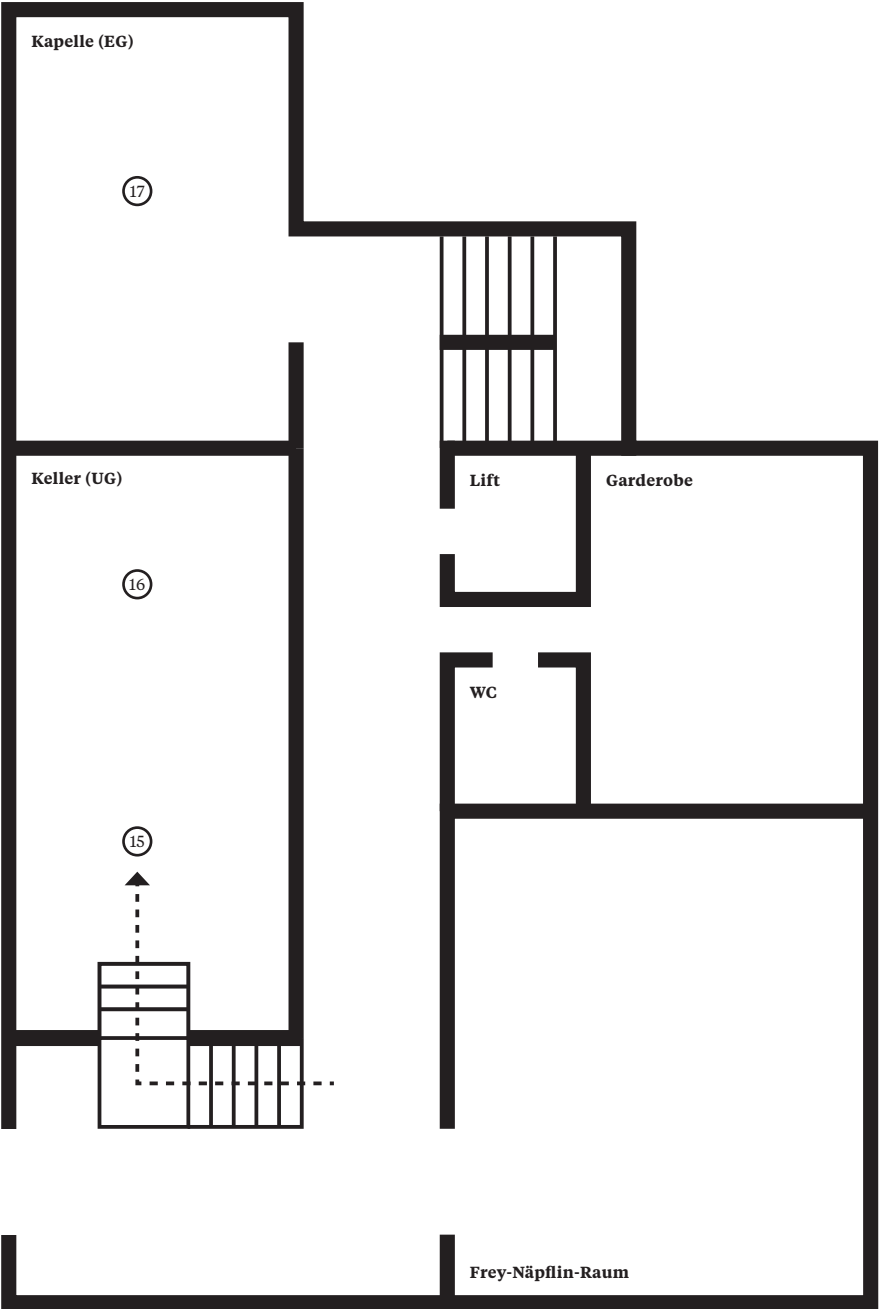 Kapelle (EG)
17
Keller (UG)
Lift
Garderobe
16
WC
15
Frey-Näpflin-Raum